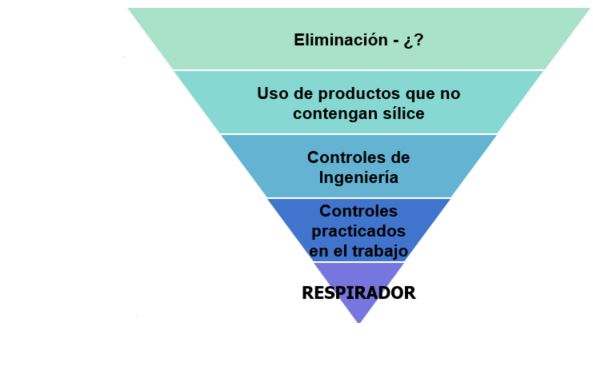 Eliminación - ¿?
Uso de productos que no
contengan sílice
Controles de
Ingeniería
Controles
practicados
en el trabajo
RESPIRADOR